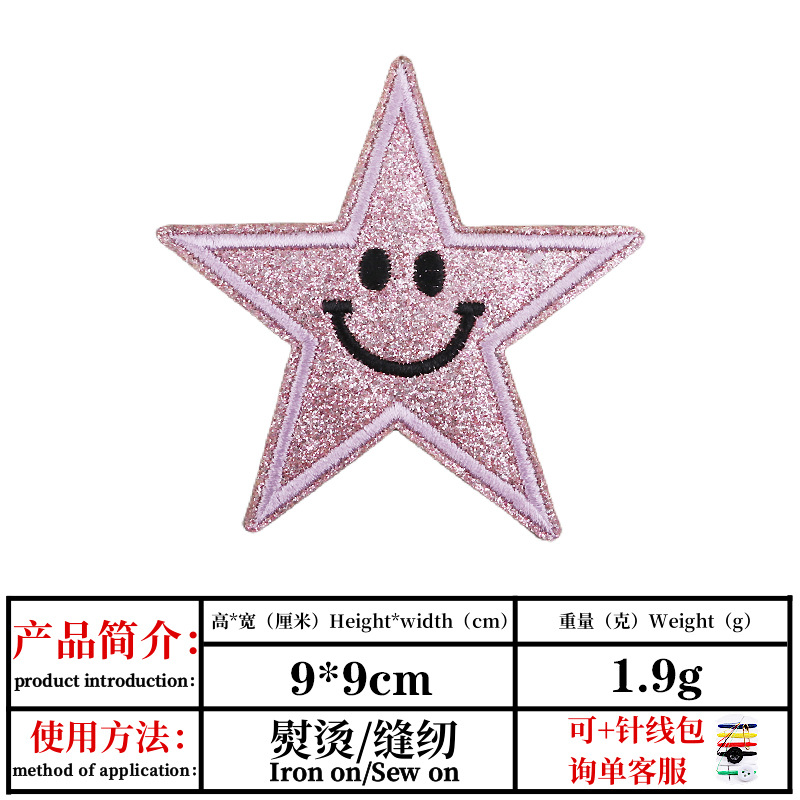 产品简介：
product introduction：
高*宽（厘米）Height*width（cm）
重量（克）Weight（g）
9*9cm
1.9g
使用方法：
method of application：
熨烫/缝纫
Iron on/Sew on
可+针线包
询单客服